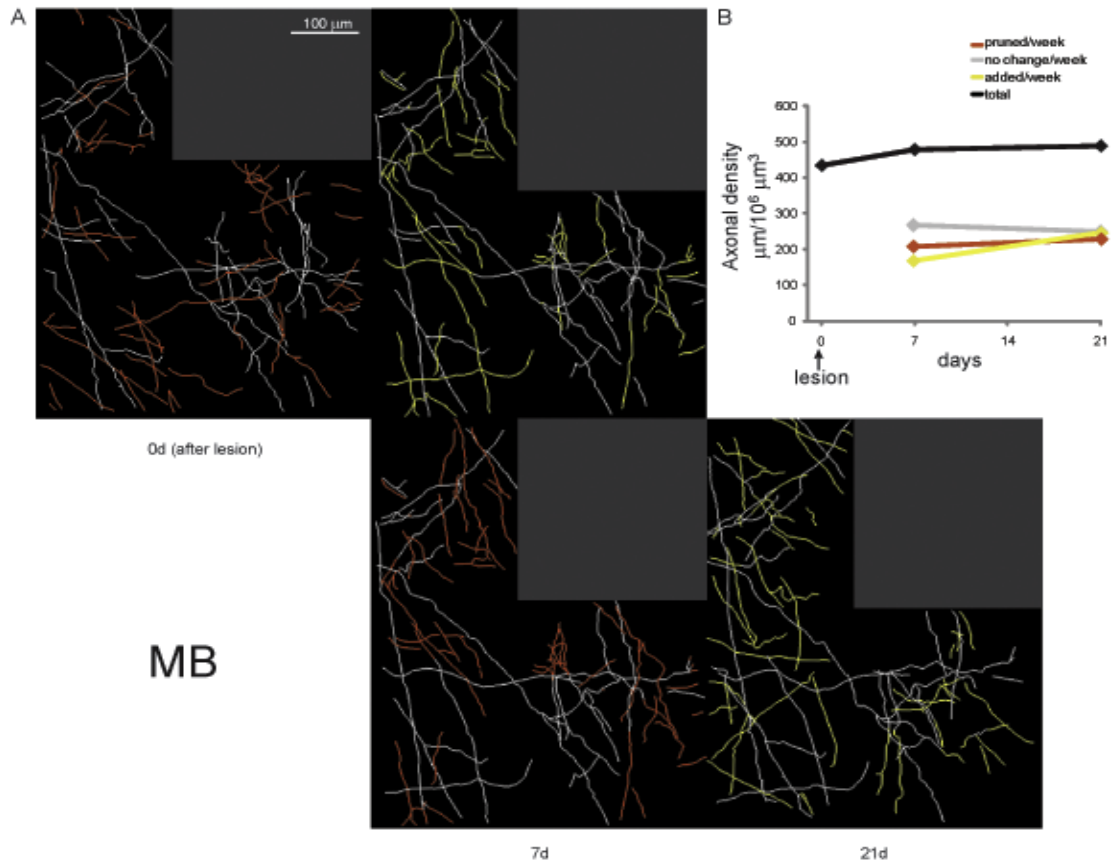 A
100 µm
B
pruned/week
no change/week
added/week
total
600
500
400
300
200
100
0
Axonal density
µm/10⁶ µm³
0
7
14
21
days
lesion
0d (after lesion)
MB
7d
21d